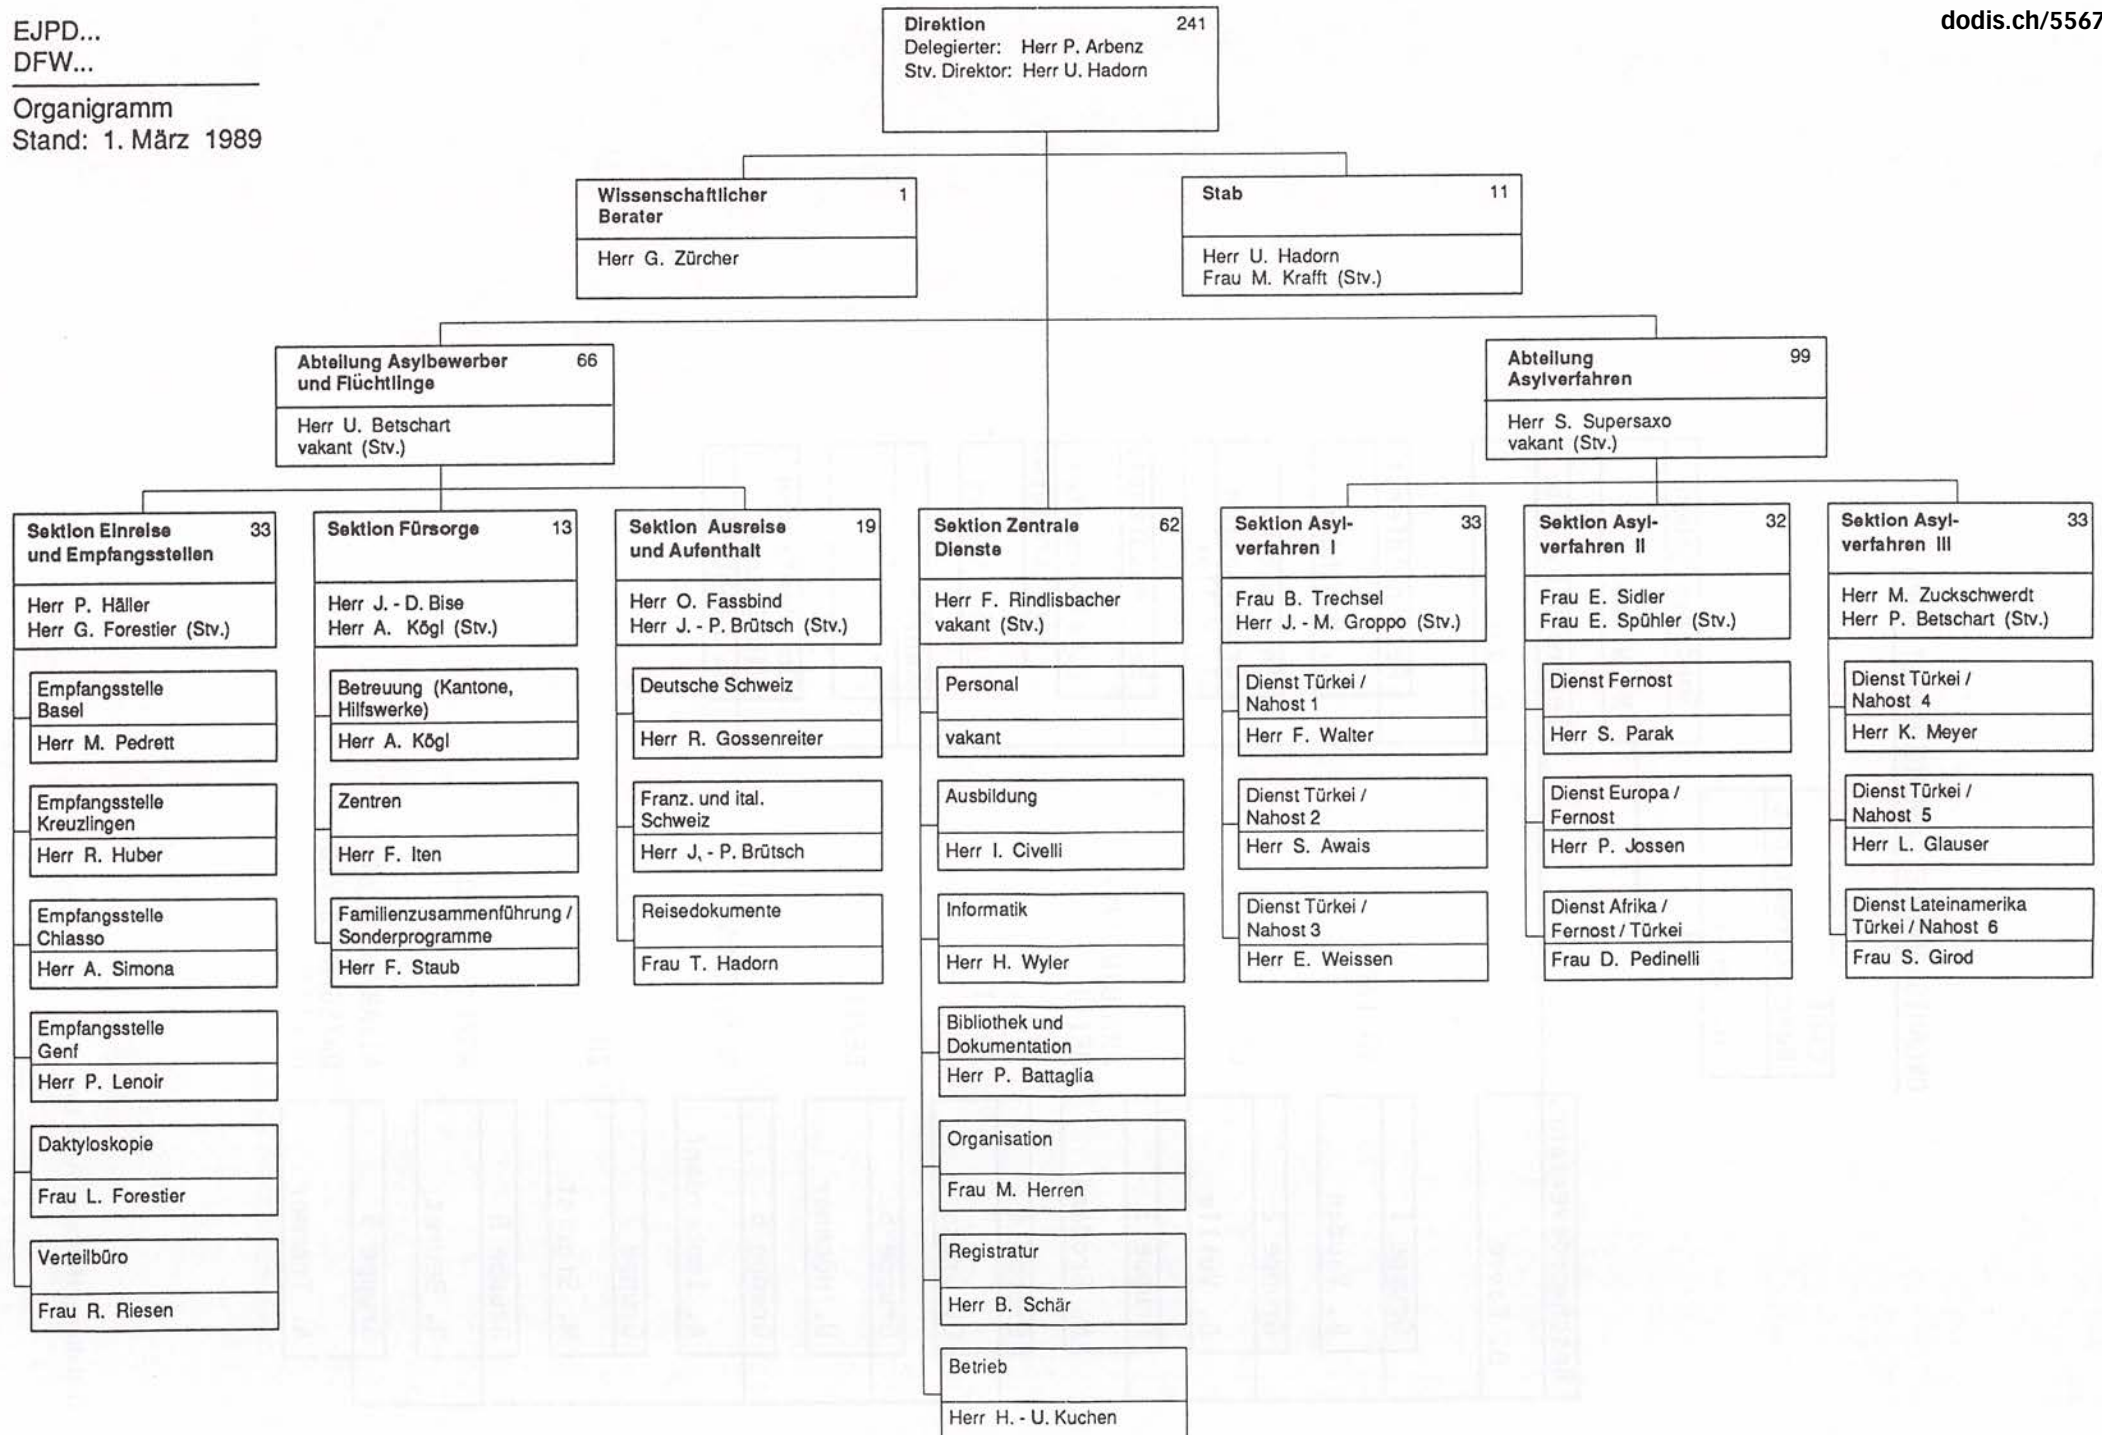 EJPD...
DFW...
Organigramm
Stand: 1. März 1989
dodis.ch/5567
Direktion 241
Delegierter: Herr P. Arbenz
Stv. Direktor: Herr U. Hadorn
Wissenschaftlicher 1
Berater
Herr G. Zürcher
Stab 11
Herr U. Hadorn
Frau M. Krafft (Stv.)
Abteilung Asylbewerber 66
und Flüchtlinge
Herr U. Betschart
vakant (Stv.)
Abteilung 99
Asylverfahren
Herr S. Supersaxo
vakant (Stv.)
Sektion Einreise 33
und Empfangsstellen
Herr P. Häller
Herr G. Forestier (Stv.)
Empfangsstelle
Basel
Herr M. Pedrett
Empfangsstelle
Kreuzlingen
Herr R. Huber
Empfangsstelle
Chiasso
Herr A. Simona
Empfangsstelle
Genf
Herr P. Lenoir
Daktyloskopie
Frau L. Forestier
Verteilbüro
Frau R. Riesen
Sektion Fürsorge 13
Herr J. - D. Bise
Herr A. Kögl (Stv.)
Betreuung (Kantone,
Hilfswerke)
Herr A. Kögl
Zentren
Herr F. Iten
Familienzusammenführung /
Sonderprogramme
Herr F. Staub
Sektion Ausreise 19
und Aufenthalt
Herr O. Fassbind
Herr J. - P. Brütsch (Stv.)
Deutsche Schweiz
Herr R. Gossenreiter
Franz. und ital.
Schweiz
Herr J. - P. Brütsch
Reisedokumente
Frau T. Hadorn
Sektion Zentrale 62
Dienste
Herr F. Rindlisbacher
vakant (Stv.)
Personal
vakant
Ausbildung
Herr I. Civelli
Informatik
Herr H. Wyler
Bibliothek und
Dokumentation
Herr P. Battaglia
Organisation
Frau M. Herren
Registratur
Herr B. Schär
Betrieb
Herr H. - U. Kuchen
Sektion Asyl- 33
verfahren I
Frau B. Trechsel
Herr J. - M. Groppo (Stv.)
Dienst Türkei /
Nahost 1
Herr F. Walter
Dienst Türkei /
Nahost 2
Herr S. Awais
Dienst Türkei /
Nahost 3
Herr E. Weissen
Sektion Asyl- 32
verfahren II
Frau E. Sidler
Frau E. Spühler (Stv.)
Dienst Fernost
Herr S. Parak
Dienst Europa /
Fernost
Herr P. Jossen
Dienst Afrika /
Fernost / Türkei
Frau D. Pedinelli
Sektion Asyl- 33
verfahren III
Herr M. Zuckschwerdt
Herr P. Betschart (Stv.)
Dienst Türkei /
Nahost 4
Herr K. Meyer
Dienst Türkei /
Nahost 5
Herr L. Glauser
Dienst Lateinamerika
Türkei / Nahost 6
Frau S. Girod